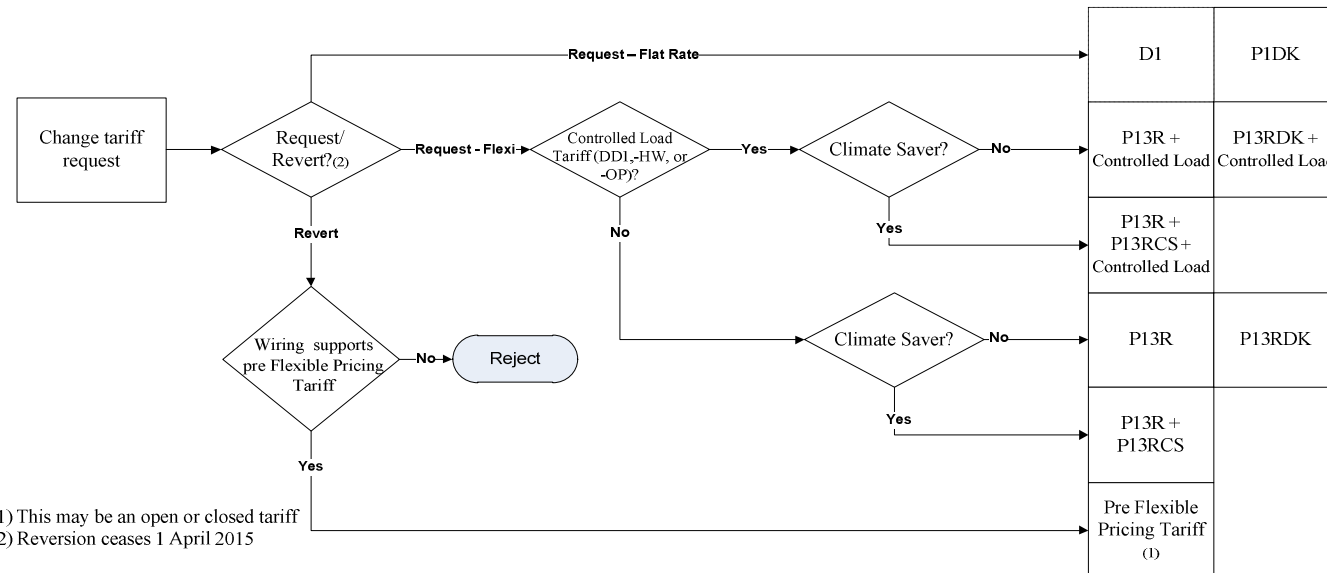 Request – Flat Rate
D1
P1DK
Change tariff
request
Request/
Revert?(2)
Request - Flexi
Controlled Load
Tariff (DD1,-HW, or
-OP)?
Yes
Climate Saver?
No
P13R +
Controlled Load
P13RDK +
Controlled Load
Revert
No
Yes
P13R +
P13RCS +
Controlled Load
Wiring supports
pre Flexible Pricing
Tariff
No
Reject
Climate Saver?
No
P13R
P13RDK
Yes
P13R +
P13RCS
Yes
1) This may be an open or closed tariff
2) Reversion ceases 1 April 2015
Pre Flexible
Pricing Tariff
(1)